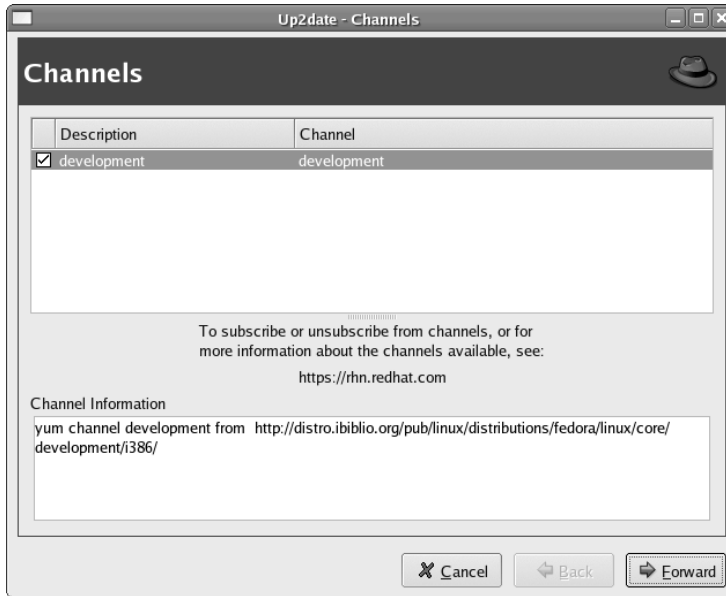 Up2date - Channels
Channels
Description Channel
development development
To subscribe or unsubscribe from channels, or for
more information about the channels available, see:
https://rhn.redhat.com
Channel Information
yum channel development from http://distro.ibiblio.org/pub/linux/distributions/fedora/linux/core/
development/i386/
Cancel Back Forward